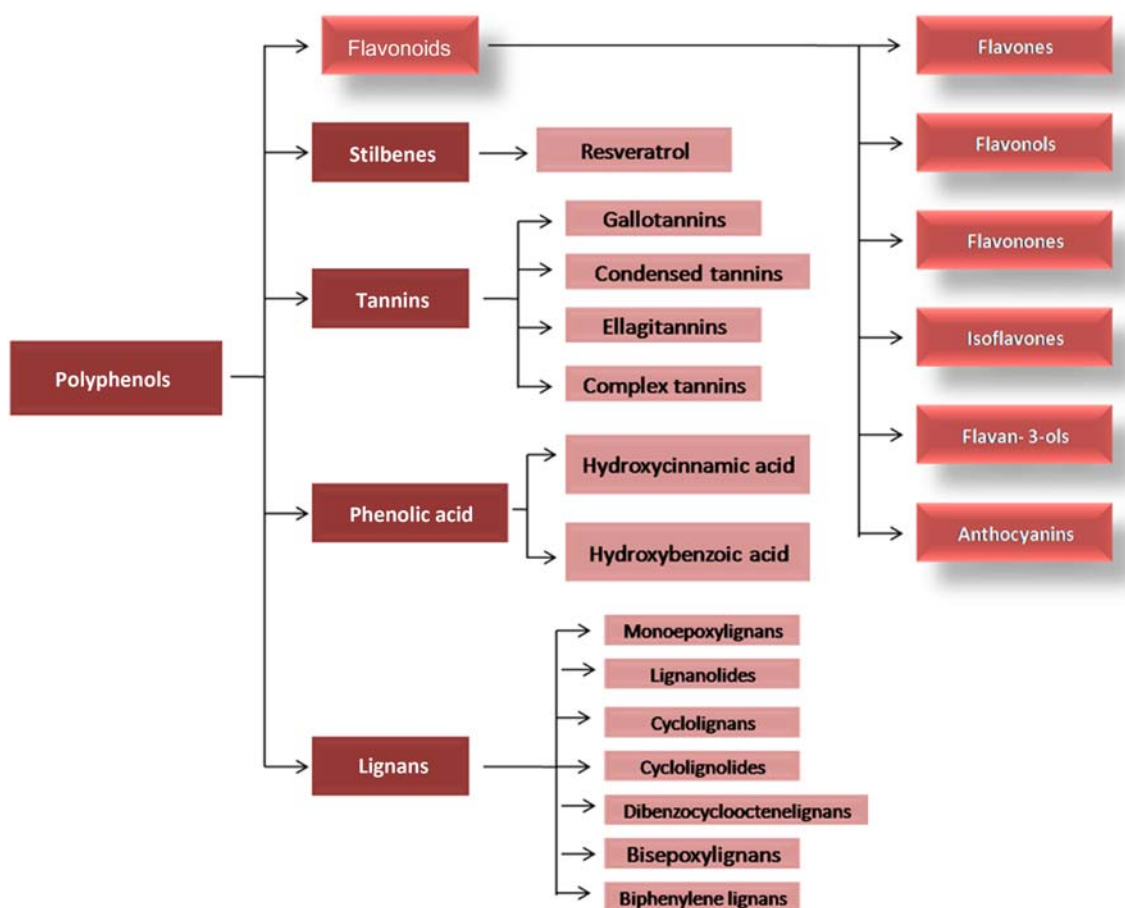 Polyphenols
Flavonoids
Flavones
Flavonols
Flavonones
Isoflavones
Flavan- 3-ols
Anthocyanins
Stilbenes
Resveratrol
Tannins
Gallotannins
Condensed tannins
Ellagitannins
Complex tannins
Phenolic acid
Hydroxycinnamic acid
Hydroxybenzoic acid
Lignans
Monoepoxylignans
Lignanolides
Cyclolignans
Cyclolignolides
Dibenzocyclooctenelignans
Bisepoxylignans
Biphenylene lignans